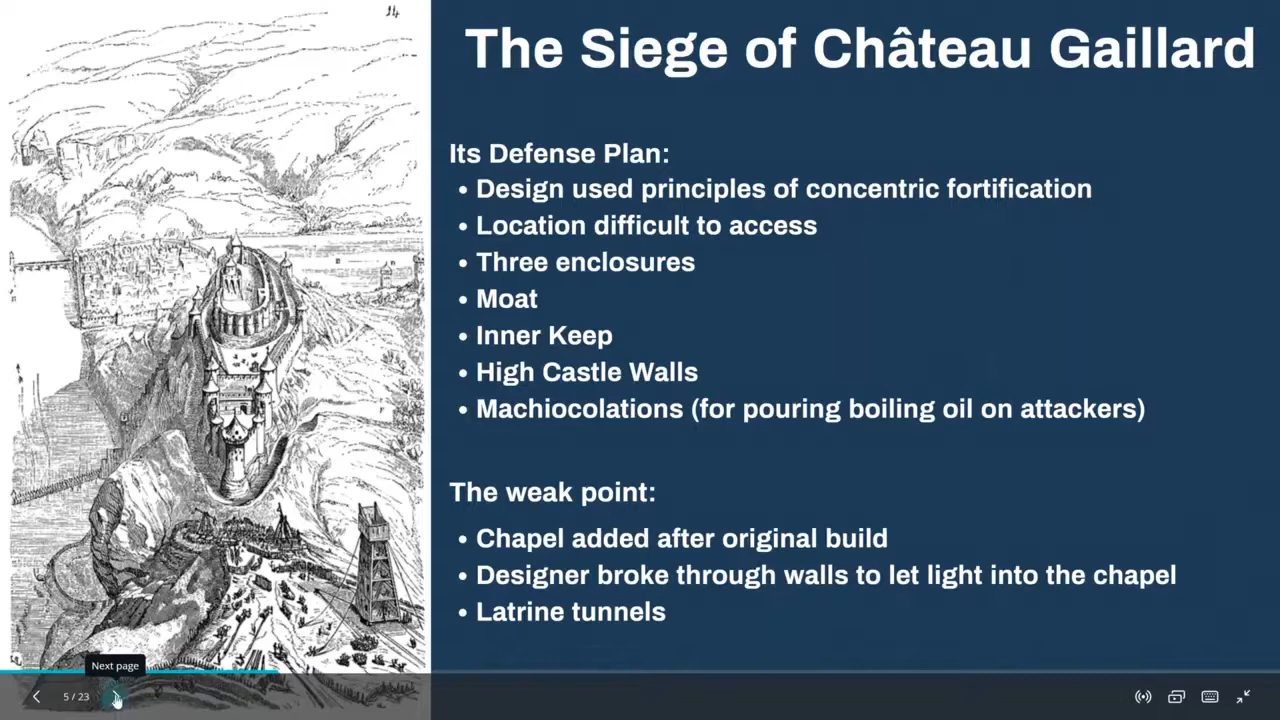 The Siege of Château Gaillard
Its Defense Plan:
• Design used principles of concentric fortification
• Location difficult to access
• Three enclosures
• Moat
• Inner Keep
• High Castle Walls
• Machiocolations (for pouring boiling oil on attackers)
The weak point:
• Chapel added after original build
• Designer broke through walls to let light into the chapel
• Latrine tunnels
Next page
5 / 23